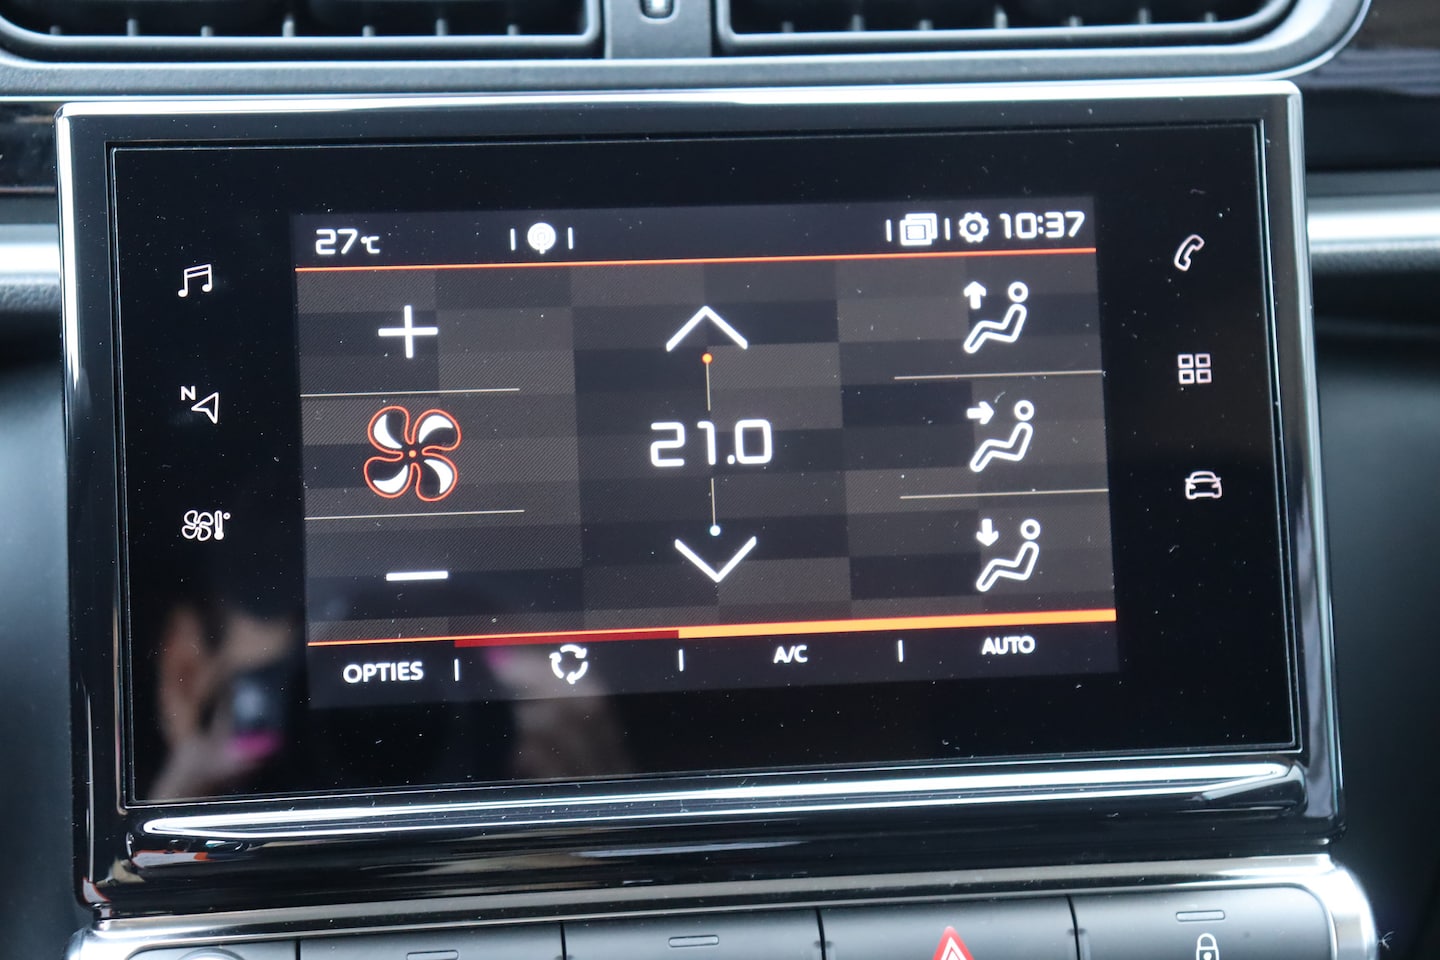 27°C
10:37
N
21.0
OPTIES
A/C
AUTO